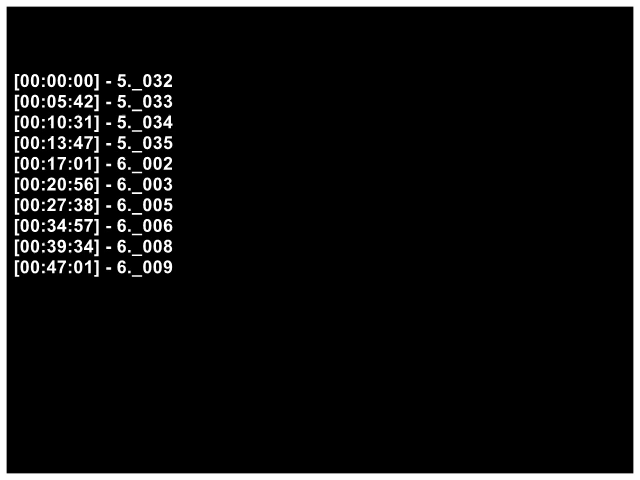 [00:00:00] - 5._032
[00:05:42] - 5._033
[00:10:31] - 5._034
[00:13:47] - 5._035
[00:17:01] - 6._002
[00:20:56] - 6._003
[00:27:38] - 6._005
[00:34:57] - 6._006
[00:39:34] - 6._008
[00:47:01] - 6._009